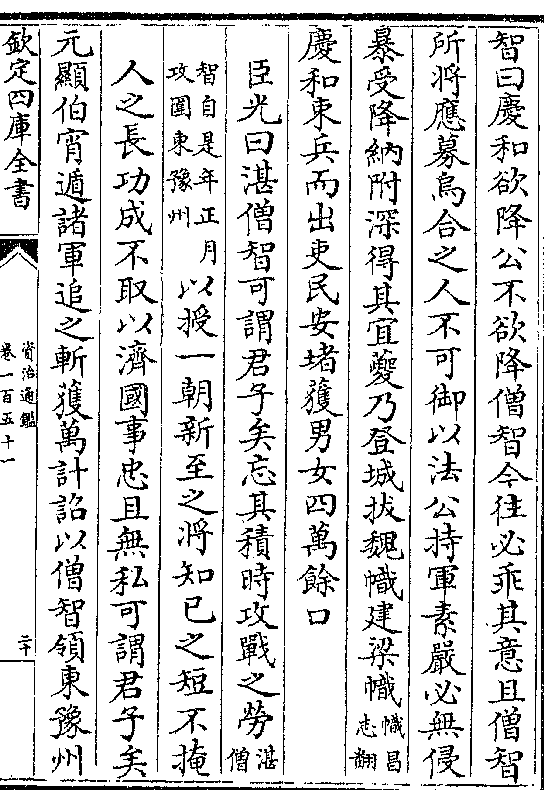 智曰慶和欲降公不欲降僧智今往必乖其意且僧智
所將應募烏合之人不可御以法公持軍素嚴必無侵
暴受降納附深得其宜夔乃登城拔魏幟建梁幟幟昌志翻
慶和束兵而出吏民安堵獲男女四萬餘口
臣光曰湛僧智可謂君子矣忘其積時攻戰之勞湛僧
智自是年正月攻圍東豫州以授一朝新至之將知己之短不掩
人之長功成不取以濟國事忠且無私可謂君子矣
元顯伯宵遁諸軍追之斬獲萬計詔以僧智領東豫州
欽定四庫全書
資治通鑑
卷一百五十一
二十